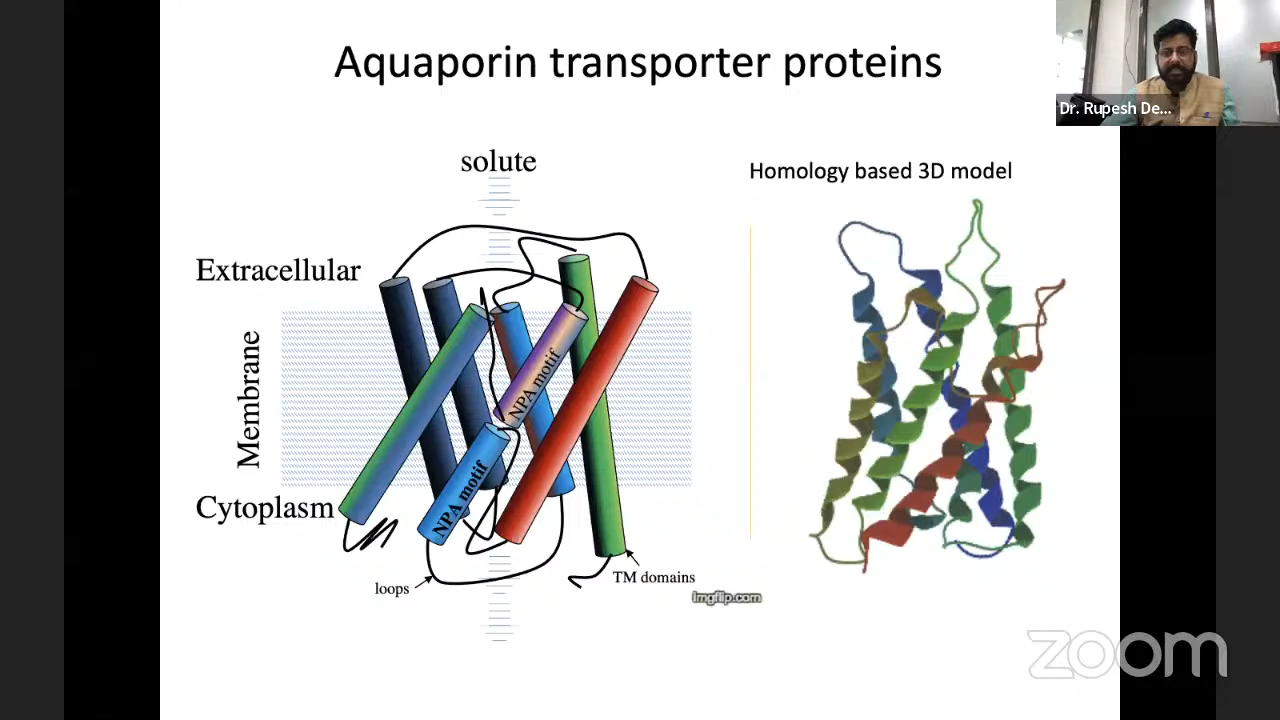 Aquaporin transporter proteins
Dr. Rupesh De...
solute
Homology based 3D model
Extracellular
Membrane
NPA motif
NPA motif
Cytoplasm
TM domains
loops
imgflip.com
zoom